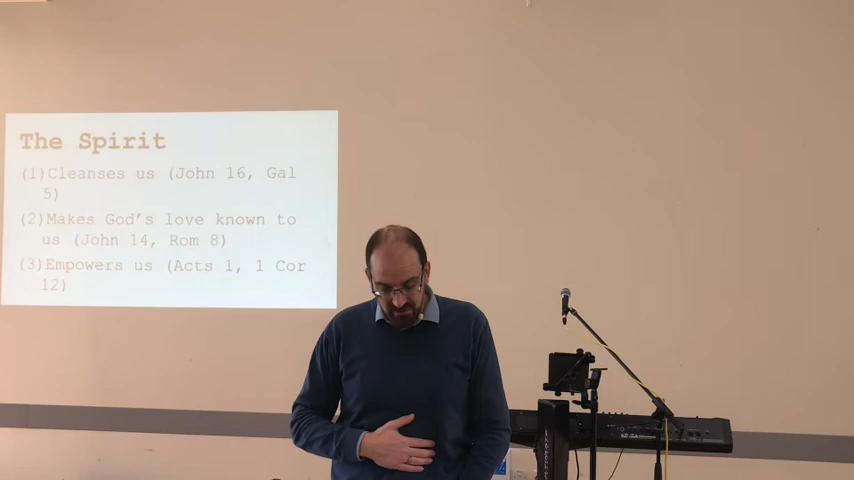 The Spirit
(1)Cleanses us (John 16, Gal
5)
(2)Makes God's love known to
us (John 14, Rom 8)
(3)Empowers us (Acts 1, 1 Cor
12)